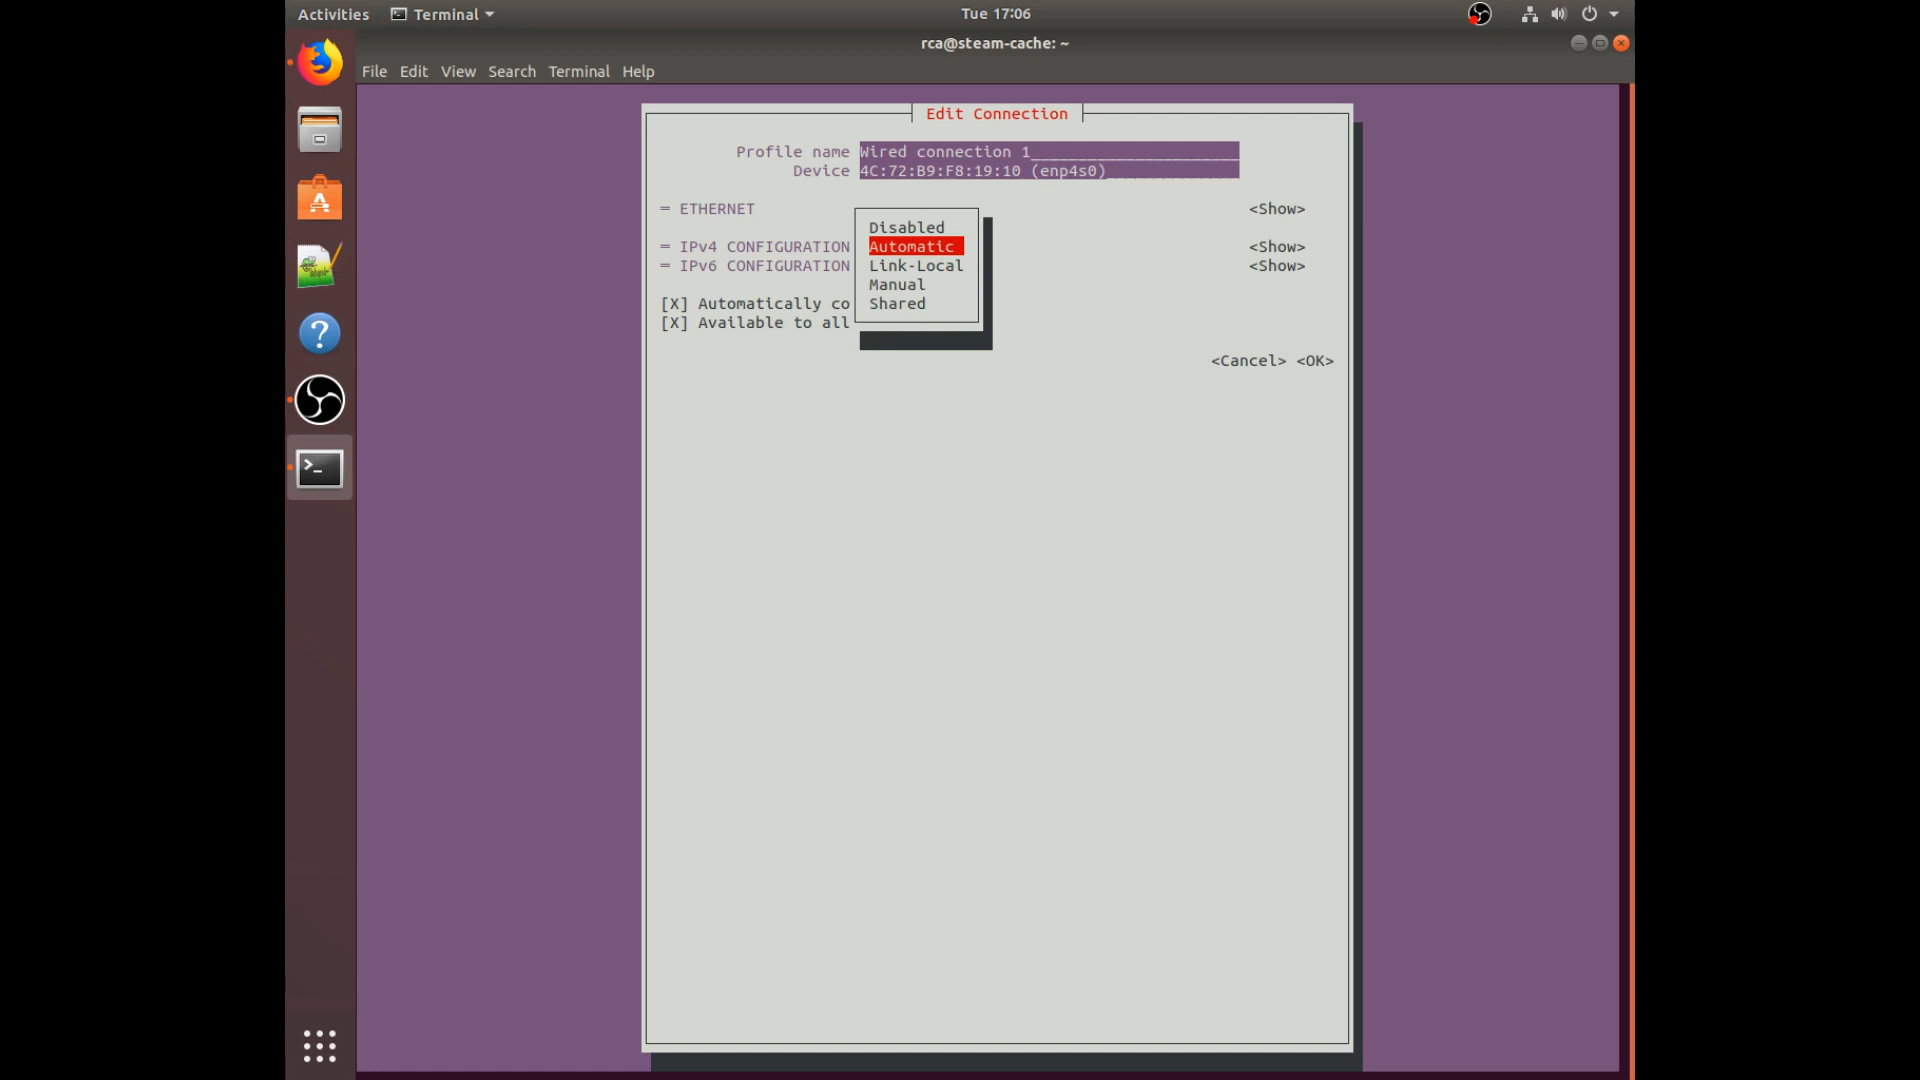 Activities Terminal Tue 17:06
rca@steam-cache: ~
File Edit View Search Terminal Help
Edit Connection
Profile name Wired connection 1
Device 4C:72:B9:F8:19:10 (enp4s0)
= ETHERNET <Show>
Disabled
= IPv4 CONFIGURATION Automatic <Show>
= IPv6 CONFIGURATION Link-Local <Show>
Manual
[X] Automatically co Shared
[X] Available to all
<Cancel> <OK>